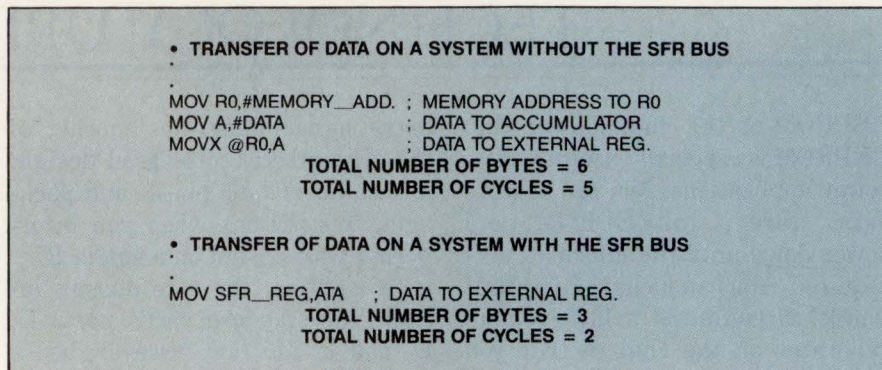 • TRANSFER OF DATA ON A SYSTEM WITHOUT THE SFR BUS
.
.
MOV R0,#MEMORY__ADD. ; MEMORY ADDRESS TO R0
MOV A,#DATA ; DATA TO ACCUMULATOR
MOVX @R0,A ; DATA TO EXTERNAL REG.
TOTAL NUMBER OF BYTES = 6
TOTAL NUMBER OF CYCLES = 5
• TRANSFER OF DATA ON A SYSTEM WITH THE SFR BUS
.
.
MOV SFR__REG,ATA ; DATA TO EXTERNAL REG.
TOTAL NUMBER OF BYTES = 3
TOTAL NUMBER OF CYCLES = 2